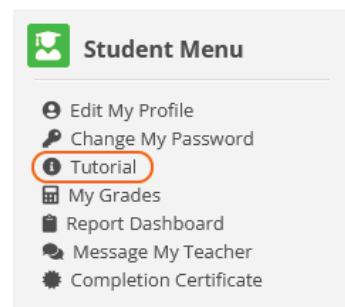 Student Menu
Edit My Profile
Change My Password
Tutorial
My Grades
Report Dashboard
Message My Teacher
Completion Certificate